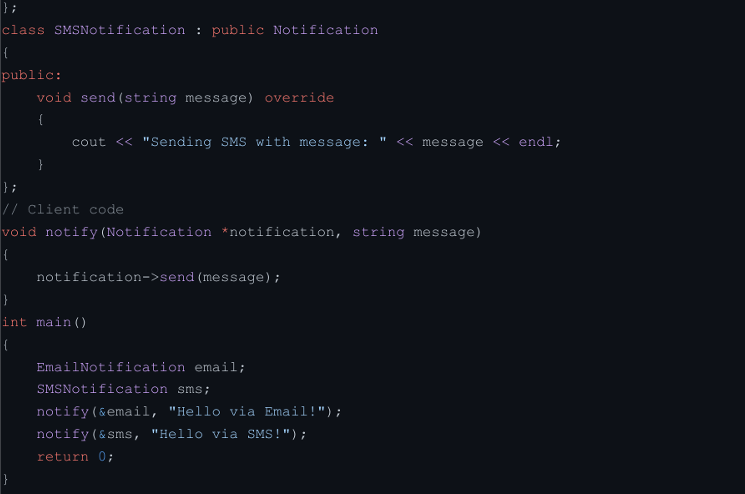 };
class SMSNotification : public Notification
{
public:
    void send(string message) override
    {
        cout << "Sending SMS with message: " << message << endl;
    }
};
// Client code
void notify(Notification *notification, string message)
{
    notification->send(message);
}
int main()
{
    EmailNotification email;
    SMSNotification sms;
    notify(&email, "Hello via Email!");
    notify(&sms, "Hello via SMS!");
    return 0;
}